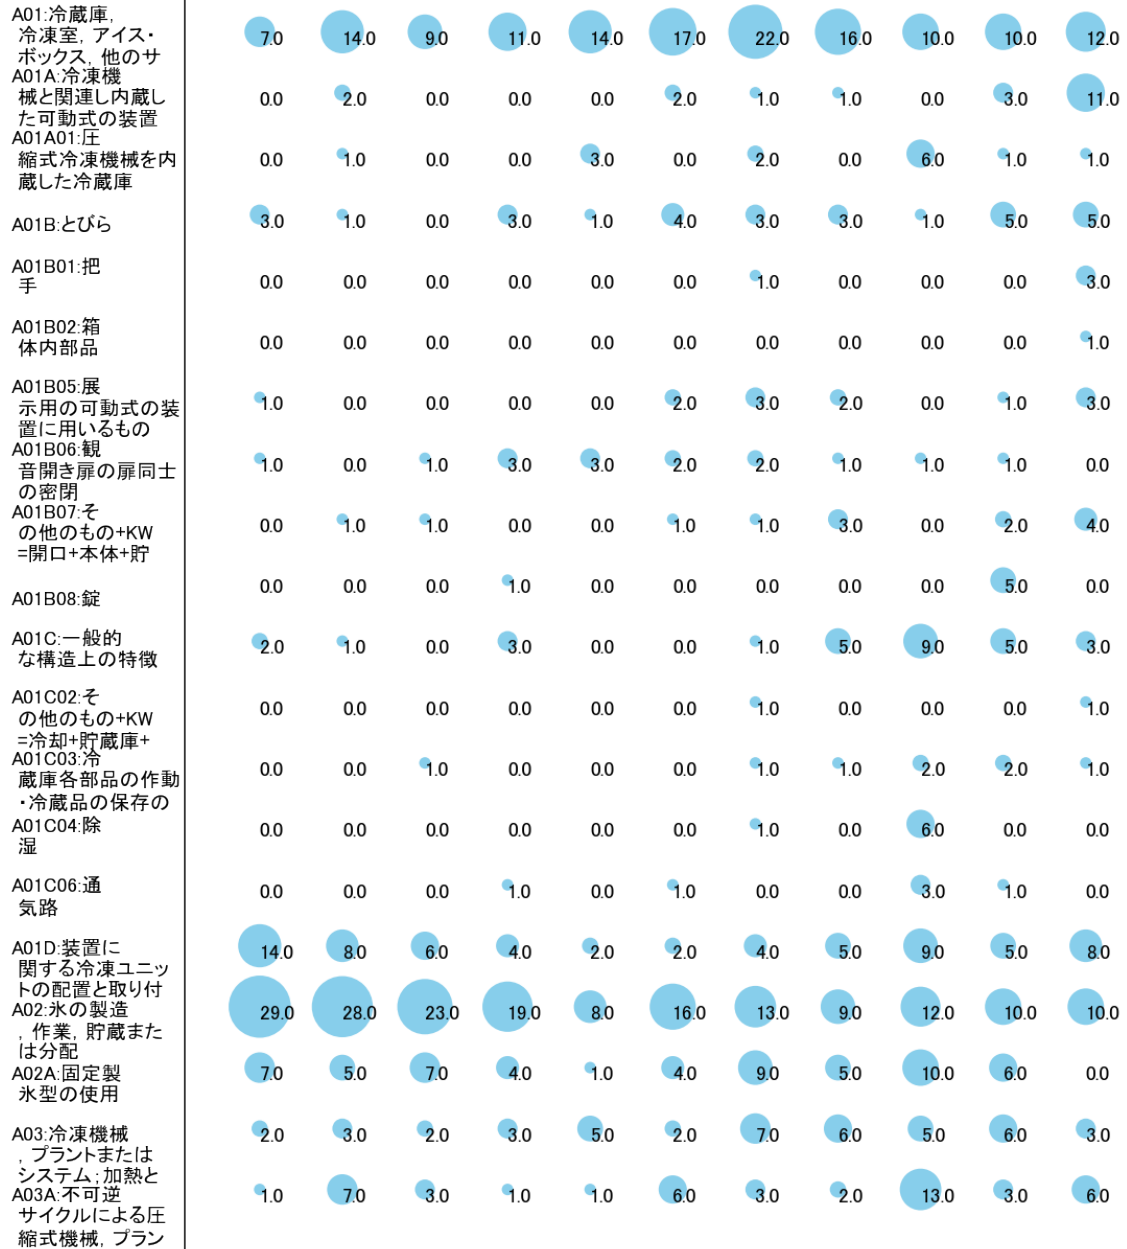 A01:冷蔵庫,
冷凍室, アイス・
ボックス, 他のサ
7.0 14.0 9.0 11.0 14.0 17.0 22.0 16.0 10.0 10.0 12.0
A01A:冷凍機
械と関連し内蔵し
た可動式の装置
0.0 2.0 0.0 0.0 0.0 2.0 1.0 1.0 0.0 3.0 11.0
A01A01:圧
縮式冷凍機械を内
蔵した冷蔵庫
0.0 1.0 0.0 0.0 3.0 0.0 2.0 0.0 6.0 1.0 1.0
A01B:とびら
3.0 1.0 0.0 3.0 1.0 4.0 3.0 3.0 1.0 5.0 5.0
A01B01:把
手
0.0 0.0 0.0 0.0 0.0 0.0 1.0 0.0 0.0 0.0 3.0
A01B02:箱
体内部品
0.0 0.0 0.0 0.0 0.0 0.0 0.0 0.0 0.0 0.0 1.0
A01B05:展
示用の可動式の装
置に用いるもの
1.0 0.0 0.0 0.0 0.0 2.0 3.0 2.0 0.0 1.0 3.0
A01B06:観
音開き扉の扉同士
の密閉
1.0 0.0 1.0 3.0 3.0 2.0 2.0 1.0 1.0 1.0 0.0
A01B07:そ
の他のもの+KW
=開口+本体+貯
0.0 1.0 1.0 0.0 0.0 1.0 1.0 3.0 0.0 2.0 4.0
A01B08:錠
0.0 0.0 0.0 1.0 0.0 0.0 0.0 0.0 0.0 5.0 0.0
A01C:一般的
な構造上の特徴
2.0 1.0 0.0 3.0 0.0 0.0 1.0 5.0 9.0 5.0 3.0
A01C02:そ
の他のもの+KW
=冷却+貯蔵庫+
0.0 0.0 0.0 0.0 0.0 0.0 1.0 0.0 0.0 0.0 1.0
A01C03:冷
蔵庫各部品の作動
・冷蔵品の保存の
0.0 0.0 1.0 0.0 0.0 0.0 1.0 1.0 2.0 2.0 1.0
A01C04:除
湿
0.0 0.0 0.0 0.0 0.0 0.0 1.0 0.0 6.0 0.0 0.0
A01C06:通
気路
0.0 0.0 0.0 1.0 0.0 1.0 0.0 0.0 3.0 1.0 0.0
A01D:装置に
関する冷凍ユニッ
トの配置と取り付
14.0 8.0 6.0 4.0 2.0 2.0 4.0 5.0 9.0 5.0 8.0
A02:氷の製造
, 作業, 貯蔵また
は分配
29.0 28.0 23.0 19.0 8.0 16.0 13.0 9.0 12.0 10.0 10.0
A02A:固定製
氷型の使用
7.0 5.0 7.0 4.0 1.0 4.0 9.0 5.0 10.0 6.0 0.0
A03:冷凍機械
, プラントまたは
システム;加熱と
2.0 3.0 2.0 3.0 5.0 2.0 7.0 6.0 5.0 6.0 3.0
A03A:不可逆
サイクルによる圧
縮式機械, プラン
1.0 7.0 3.0 1.0 1.0 6.0 3.0 2.0 13.0 3.0 6.0